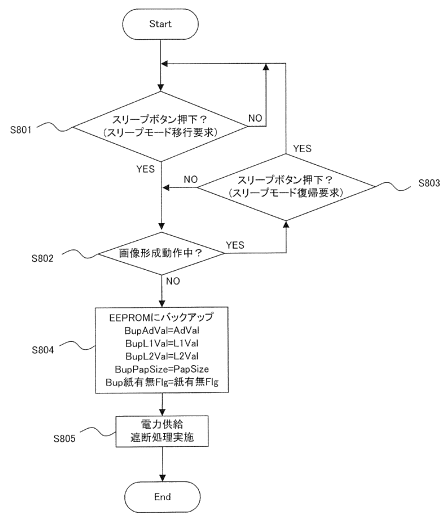 Start
スリープボタン押下？
(スリープモード移行要求)
NO
S801
YES
YES
スリープボタン押下？
(スリープモード復帰要求)
NO
S803
画像形成動作中？
YES
S802
NO
EEPROMにバックアップ
BupAdVal=AdVal
BupL1Val=L1Val
BupL2Val=L2Val
BupPapSize=PapSize
Bup紙有無Flg=紙有無Flg
S804
電力供給
遮断処理実施
S805
End